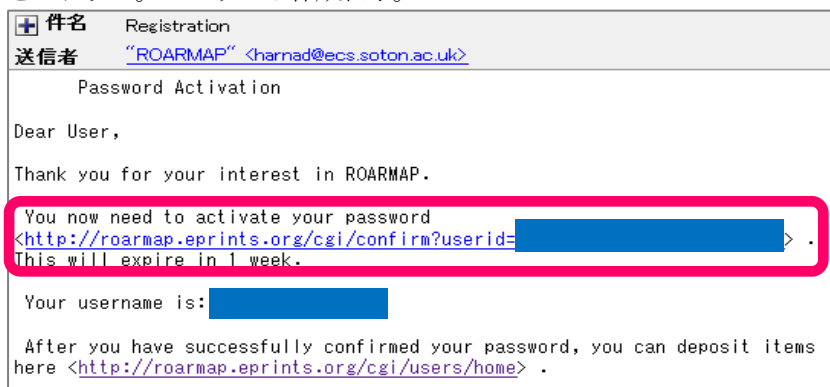 件名 Registration
送信者 "ROARMAP" <harnad@ecs.soton.ac.uk>
Password Activation
Dear User,
Thank you for your interest in ROARMAP.
You now need to activate your password
<http://roarmap.eprints.org/cgi/confirm?userid= > .
This will expire in 1 week.
Your username is:
After you have successfully confirmed your password, you can deposit items
here <http://roarmap.eprints.org/cgi/users/home> .